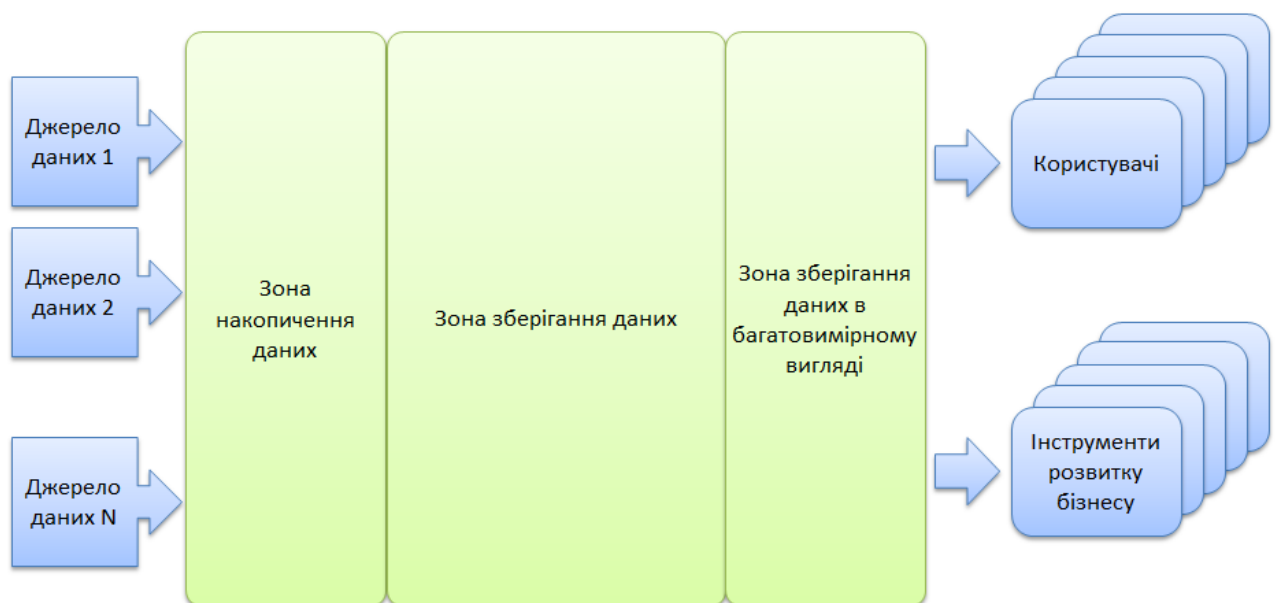 Джерело
даних 1
Джерело
даних 2
Джерело
даних N
Зона
накопичення
даних
Зона зберігання даних
Зона зберігання
даних в
багатовимірному
вигляді
Користувачі
Інструменти
розвитку
бізнесу